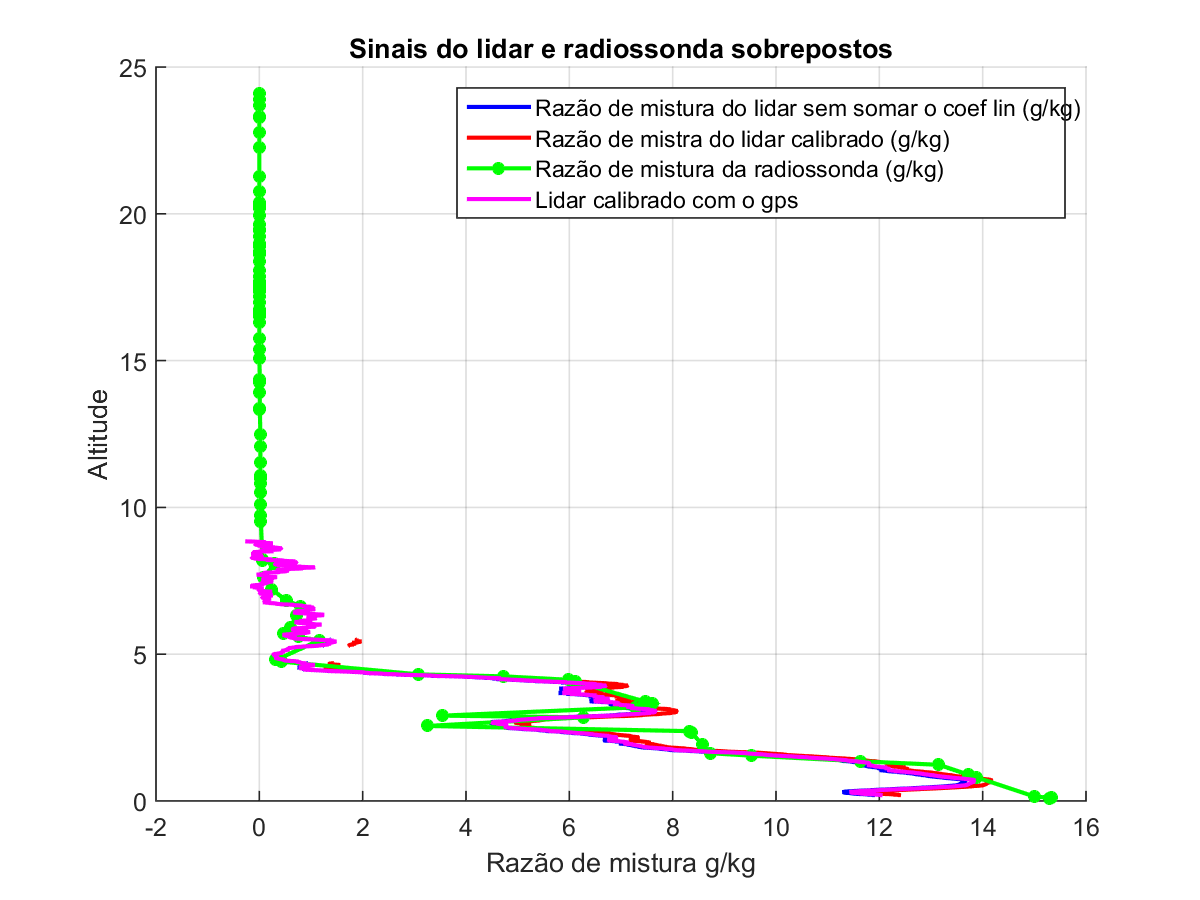 Sinais do lidar e radiossonda sobrepostos
25
20
15
10
5
0
Altitude
Razão de mistura do lidar sem somar o coef lin (g/kg)
Razão de mistra do lidar calibrado (g/kg)
Razão de mistura da radiossonda (g/kg)
Lidar calibrado com o gps
-2 0 2 4 6 8 10 12 14 16
Razão de mistura g/kg